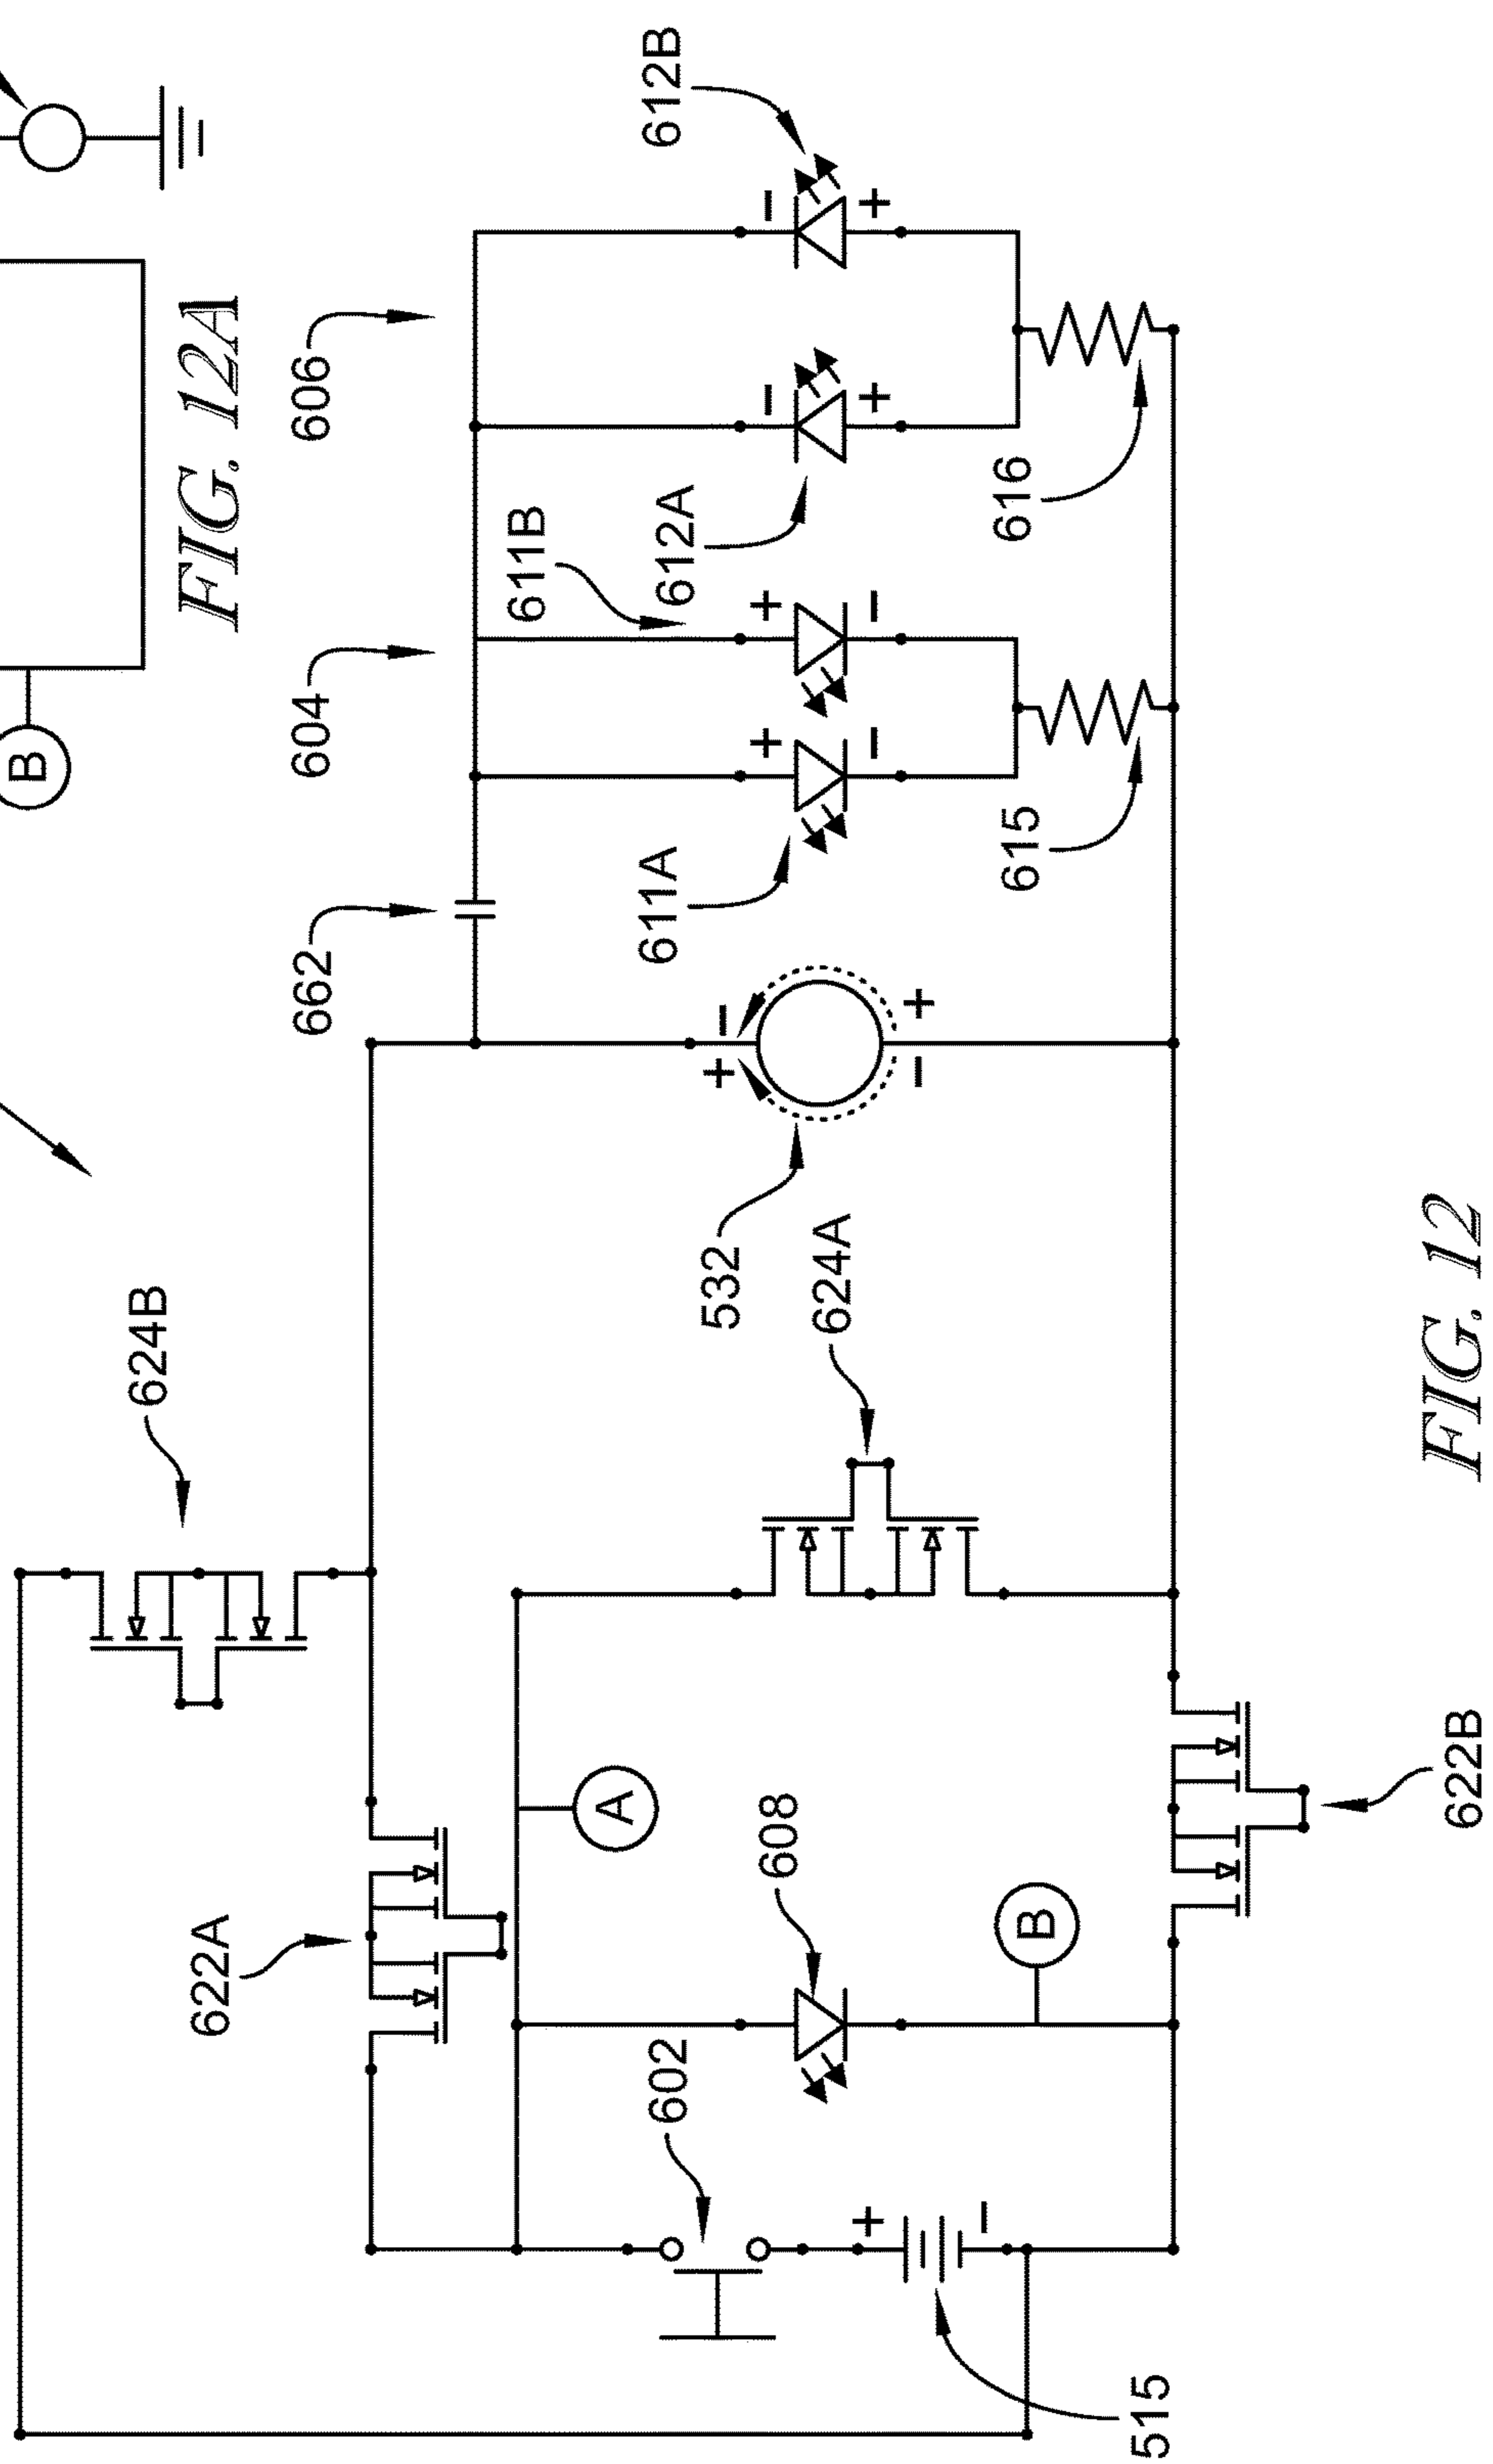 B
FIG. 12A
624B
622A
662
604
606
611B
612A
612B
A
602
608
B
532
624A
611A
615
616
+
−
+
−
−
+
+
−
+
−
−
+
−
+
515
622B
FIG. 12